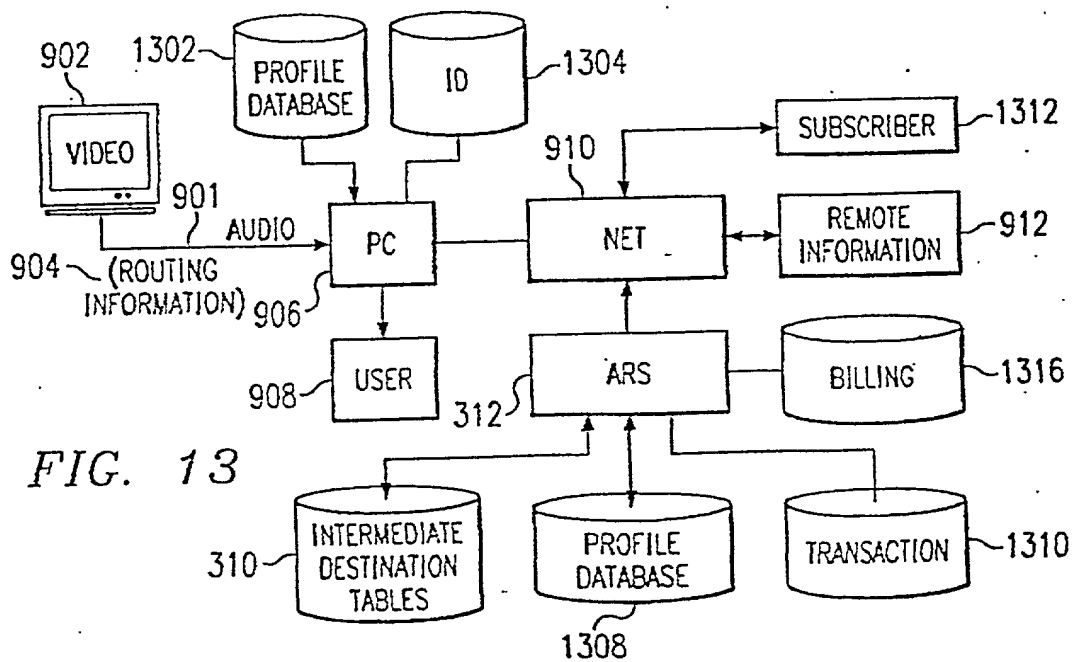 1302
902
PROFILE
DATABASE
ID
1304
VIDEO
910
SUBSCRIBER
1312
901
AUDIO
PC
NET
REMOTE
INFORMATION
912
904
(ROUTING
INFORMATION)
906
908
USER
312
ARS
BILLING
1316
FIG. 13
310
INTERMEDIATE
DESTINATION
TABLES
PROFILE
DATABASE
1308
TRANSACTION
1310